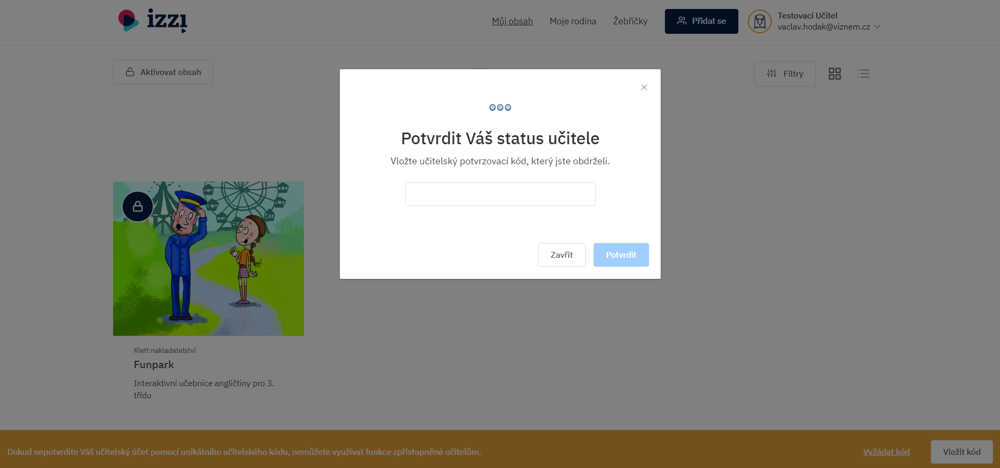 izzi
Můj obsah
Moje rodina
Žebříčky
Přidat se
Testovací Učitel
vaclav.hodak@viznem.cz
Aktivovat obsah
Filtry
Potvrdit Váš status učitele
Vložte učitelský potvrzovací kód, který jste obdrželi.
Zavřít
Potvrdit
Klett nakladatelství
Funpark
Interaktivní učebnice angličtiny pro 3.
třídu
Dokud nepotvrdíte Váš učitelský účet pomocí unikátního učitelského kódu, nemůžete využívat funkce zpřístupněné učitelům.
Vyžádat kód
Vložit kód